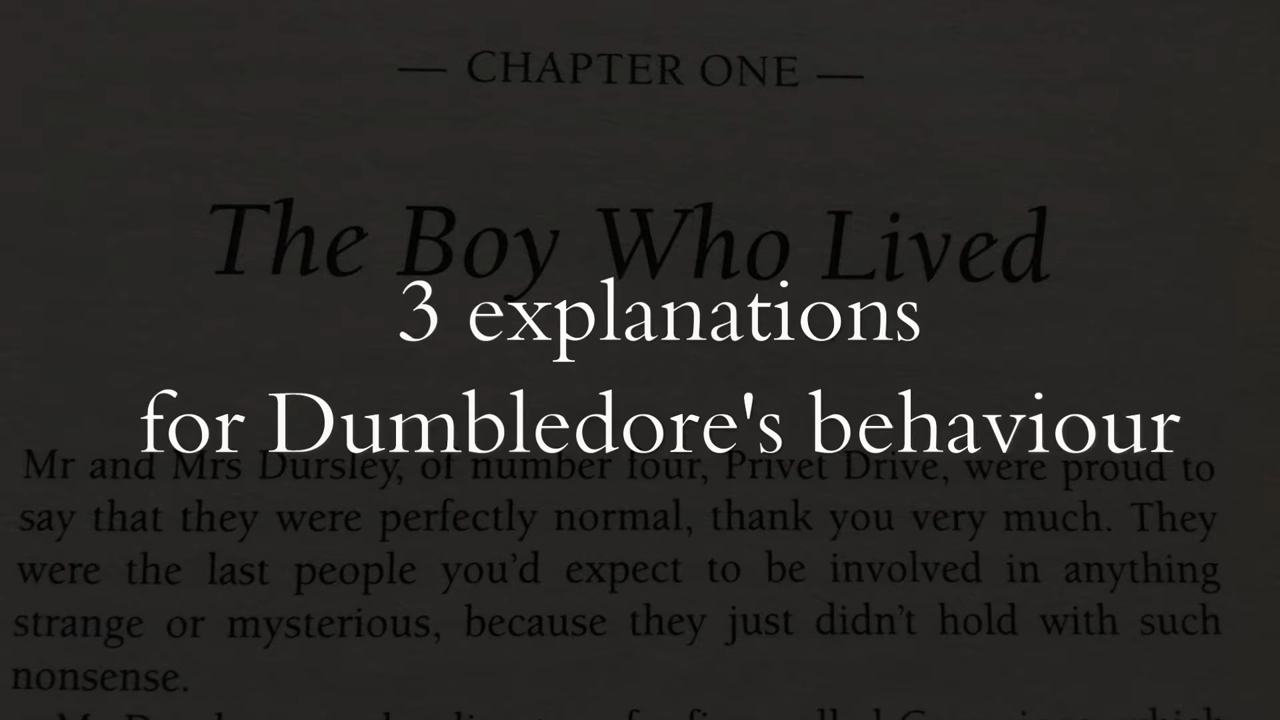 — CHAPTER ONE —
The Boy Who Lived
3 explanations
for Dumbledore's behaviour
Mr and Mrs Dursley, of number four, Privet Drive, were proud to
say that they were perfectly normal, thank you very much. They
were the last people you’d expect to be involved in anything
strange or mysterious, because they just didn’t hold with such
nonsense.